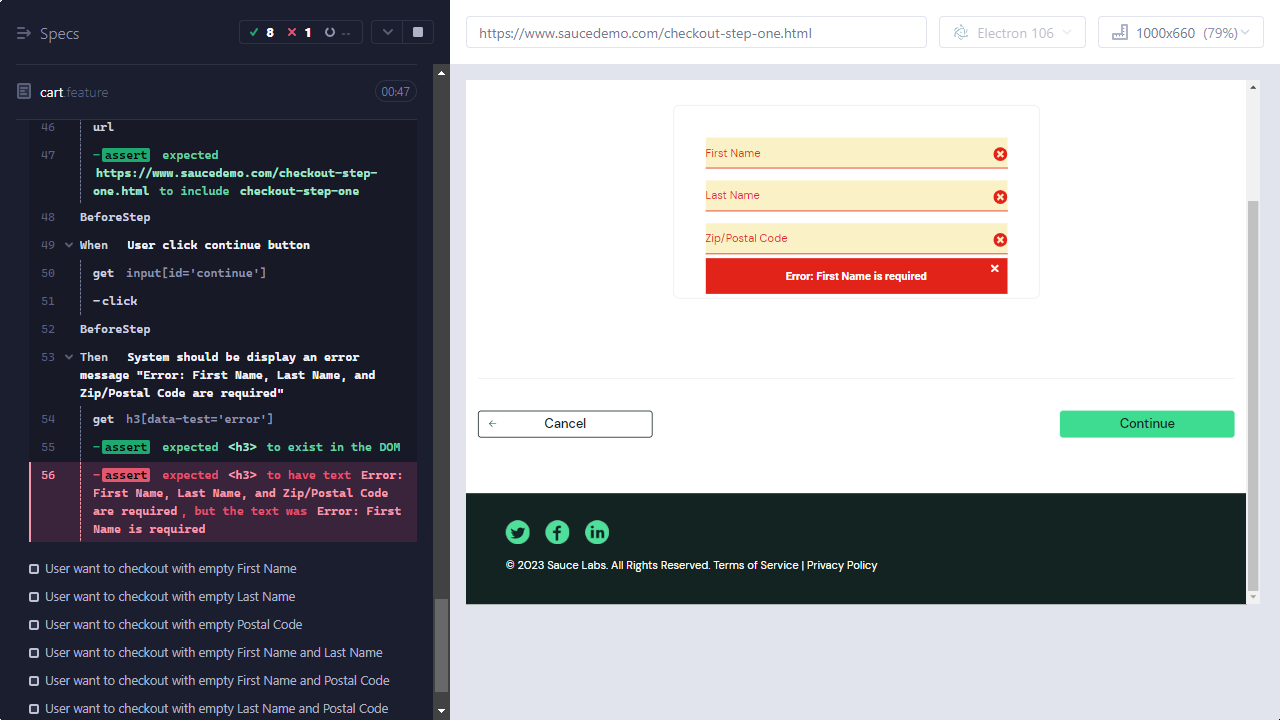 Specs
8
1
--
cart.feature
00:47
46 url
47 -assert expected
https://www.saucedemo.com/checkout-step-
one.html to include checkout-step-one
48 BeforeStep
49 When User click continue button
50 get input[id='continue']
51 -click
52 BeforeStep
53 Then System should be display an error
message "Error: First Name, Last Name, and
Zip/Postal Code are required"
54 get h3[data-test='error']
55 -assert expected <h3> to exist in the DOM
56 -assert expected <h3> to have text Error:
First Name, Last Name, and Zip/Postal Code
are required, but the text was Error: First
Name is required
User want to checkout with empty First Name
User want to checkout with empty Last Name
User want to checkout with empty Postal Code
User want to checkout with empty First Name and Last Name
User want to checkout with empty First Name and Postal Code
User want to checkout with empty Last Name and Postal Code
https://www.saucedemo.com/checkout-step-one.html
Electron 106
1000x660 (79%)
First Name
Last Name
Zip/Postal Code
Error: First Name is required
Cancel
Continue
© 2023 Sauce Labs. All Rights Reserved. Terms of Service | Privacy Policy